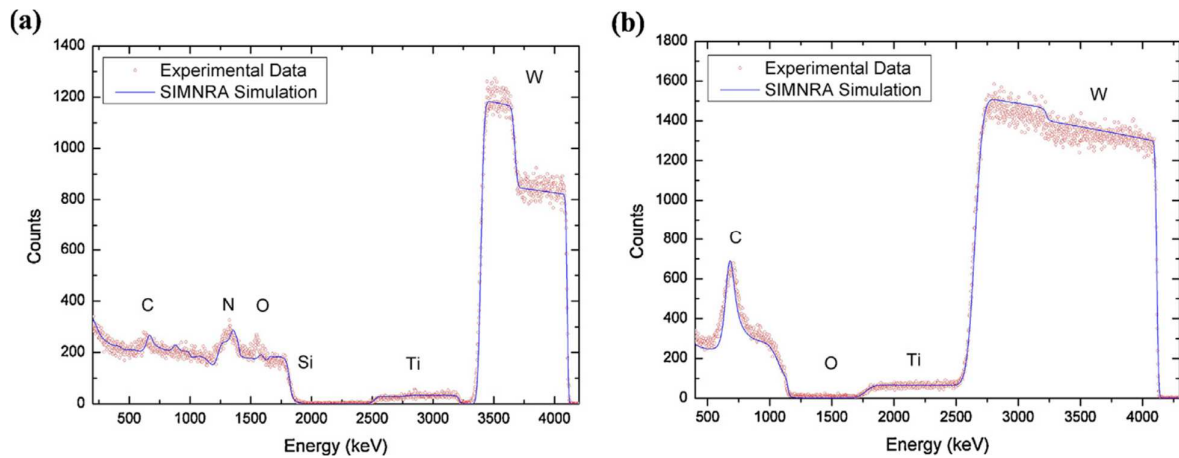 (a)
1400
1200
1000
800
600
400
200
0
Counts
Experimental Data
SIMNRA Simulation
W
C
N
O
Si
Ti
500
1000
1500
2000
2500
3000
3500
4000
Energy (keV)
(b)
1800
1600
1400
1200
1000
800
600
400
200
0
Counts
Experimental Data
SIMNRA Simulation
W
C
O
Ti
500
1000
1500
2000
2500
3000
3500
4000
Energy (keV)